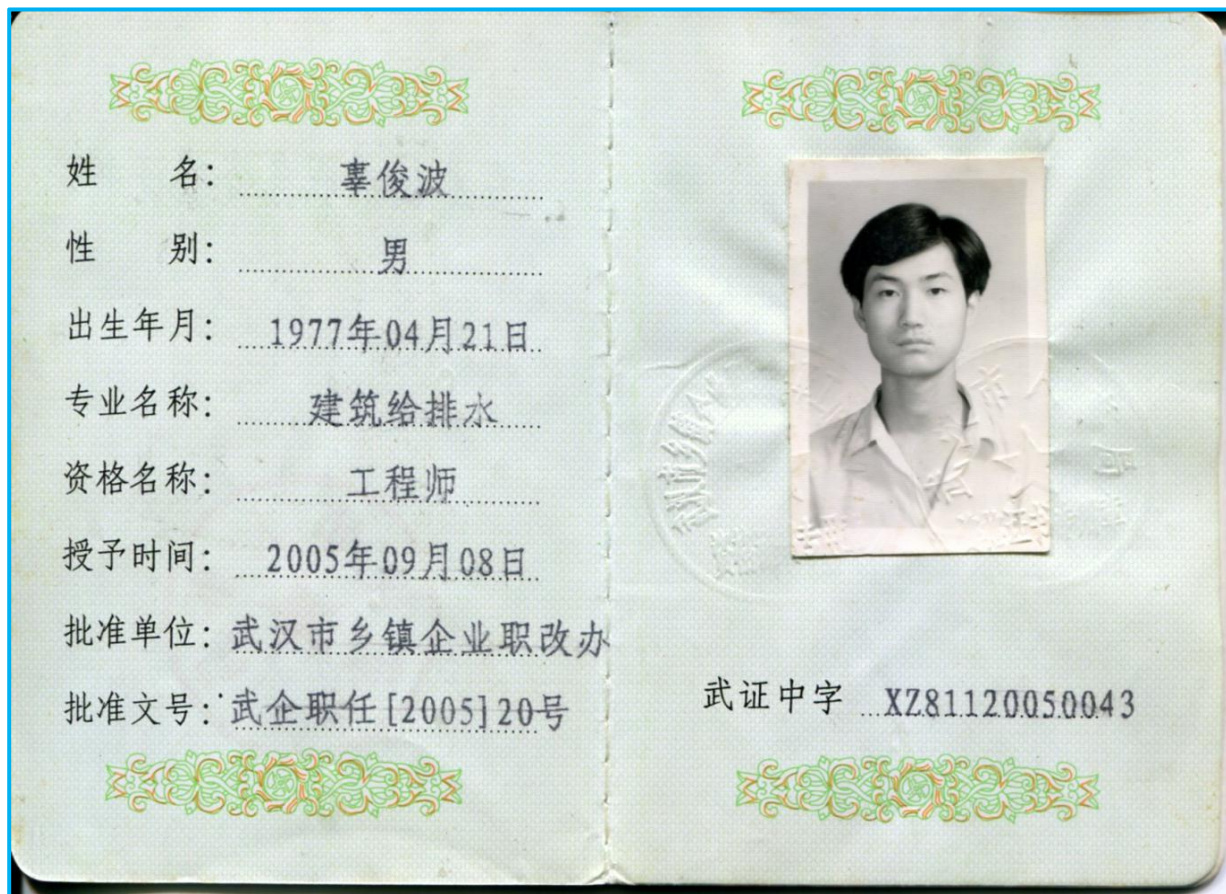 姓 名: 辜俊波
性 别: 男
出生年月: 1977年04月21日
专业名称: 建筑给排水
资格名称: 工程师
授予时间: 2005年09月08日
批准单位: 武汉市乡镇企业职改办
批准文号: 武企职任[2005]20号
武证中字 XZ81120050043